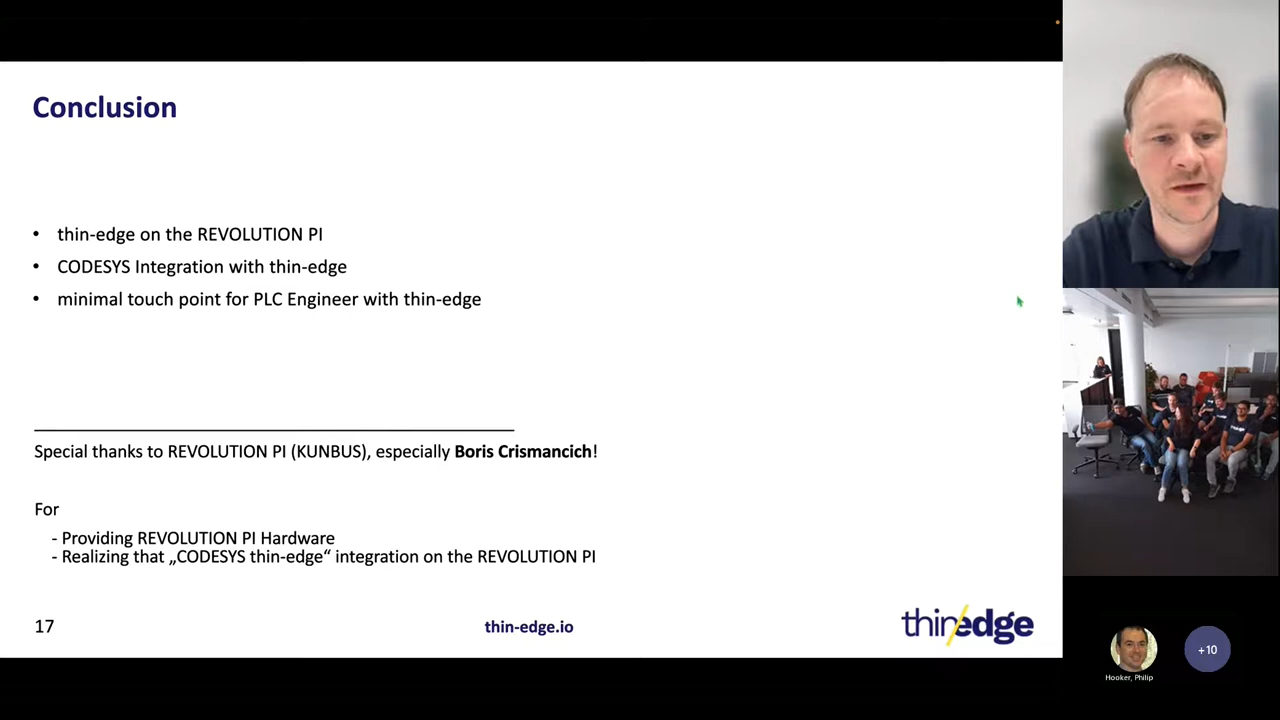 Conclusion
• thin-edge on the REVOLUTION PI
• CODESYS Integration with thin-edge
• minimal touch point for PLC Engineer with thin-edge
Special thanks to REVOLUTION PI (KUNBUS), especially Boris Crismancich!
For
- Providing REVOLUTION PI Hardware
- Realizing that „CODESYS thin-edge“ integration on the REVOLUTION PI
17
thin-edge.io
thin/edge
Hooker, Philip
+10